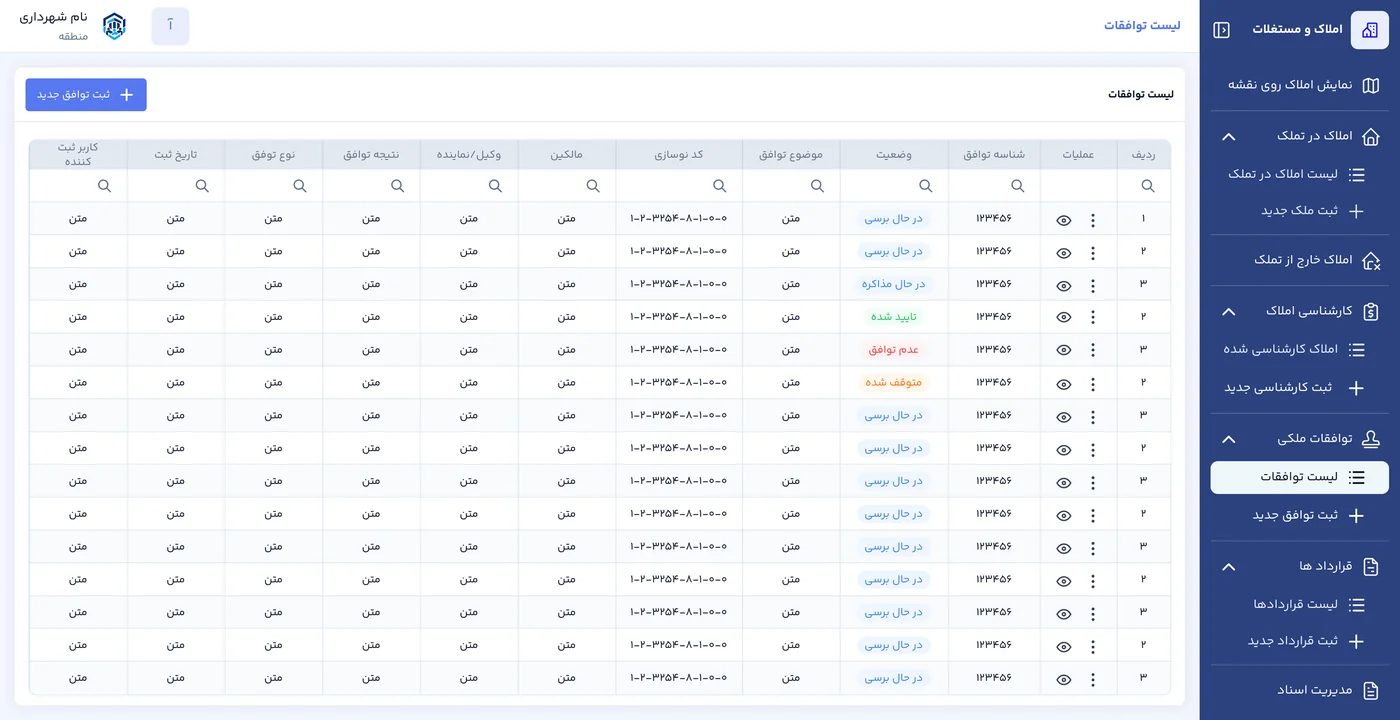 املاک و مستغلات
نمایش املاک روی نقشه
املاک در تملک
لیست املاک در تملک
ثبت ملک جدید
املاک خارج از تملک
کارشناسی املاک
املاک کارشناسی شده
ثبت کارشناسی جدید
توافقات ملکی
لیست توافقات
ثبت توافق جدید
قرارداد ها
لیست قراردادها
ثبت قرارداد جدید
مدیریت اسناد
لیست توافقات
آ
نام شهرداری
منطقه
لیست توافقات
ثبت توافق جدید
ردیف عملیات شناسه توافق وضعیت موضوع توافق کد نوسازی مالکین وکیل/نماینده نتیجه توافق نوع توفق تاریخ ثبت کاربر ثبت کننده
۱ ۱۲۳۴۵۶ در حال برسی متن ۱-۲-۳۲۵۴-۸-۱-۰-۰ متن متن متن متن متن متن
۲ ۱۲۳۴۵۶ در حال برسی متن ۱-۲-۳۲۵۴-۸-۱-۰-۰ متن متن متن متن متن متن
۳ ۱۲۳۴۵۶ در حال مذاکره متن ۱-۲-۳۲۵۴-۸-۱-۰-۰ متن متن متن متن متن متن
۲ ۱۲۳۴۵۶ تایید شده متن ۱-۲-۳۲۵۴-۸-۱-۰-۰ متن متن متن متن متن متن
۳ ۱۲۳۴۵۶ عدم توافق متن ۱-۲-۳۲۵۴-۸-۱-۰-۰ متن متن متن متن متن متن
۲ ۱۲۳۴۵۶ متوقف شده متن ۱-۲-۳۲۵۴-۸-۱-۰-۰ متن متن متن متن متن متن
۳ ۱۲۳۴۵۶ در حال برسی متن ۱-۲-۳۲۵۴-۸-۱-۰-۰ متن متن متن متن متن متن
۲ ۱۲۳۴۵۶ در حال برسی متن ۱-۲-۳۲۵۴-۸-۱-۰-۰ متن متن متن متن متن متن
۳ ۱۲۳۴۵۶ در حال برسی متن ۱-۲-۳۲۵۴-۸-۱-۰-۰ متن متن متن متن متن متن
۲ ۱۲۳۴۵۶ در حال برسی متن ۱-۲-۳۲۵۴-۸-۱-۰-۰ متن متن متن متن متن متن
۳ ۱۲۳۴۵۶ در حال برسی متن ۱-۲-۳۲۵۴-۸-۱-۰-۰ متن متن متن متن متن متن
۲ ۱۲۳۴۵۶ در حال برسی متن ۱-۲-۳۲۵۴-۸-۱-۰-۰ متن متن متن متن متن متن
۳ ۱۲۳۴۵۶ در حال برسی متن ۱-۲-۳۲۵۴-۸-۱-۰-۰ متن متن متن متن متن متن
۲ ۱۲۳۴۵۶ در حال برسی متن ۱-۲-۳۲۵۴-۸-۱-۰-۰ متن متن متن متن متن متن
۳ ۱۲۳۴۵۶ در حال برسی متن ۱-۲-۳۲۵۴-۸-۱-۰-۰ متن متن متن متن متن متن